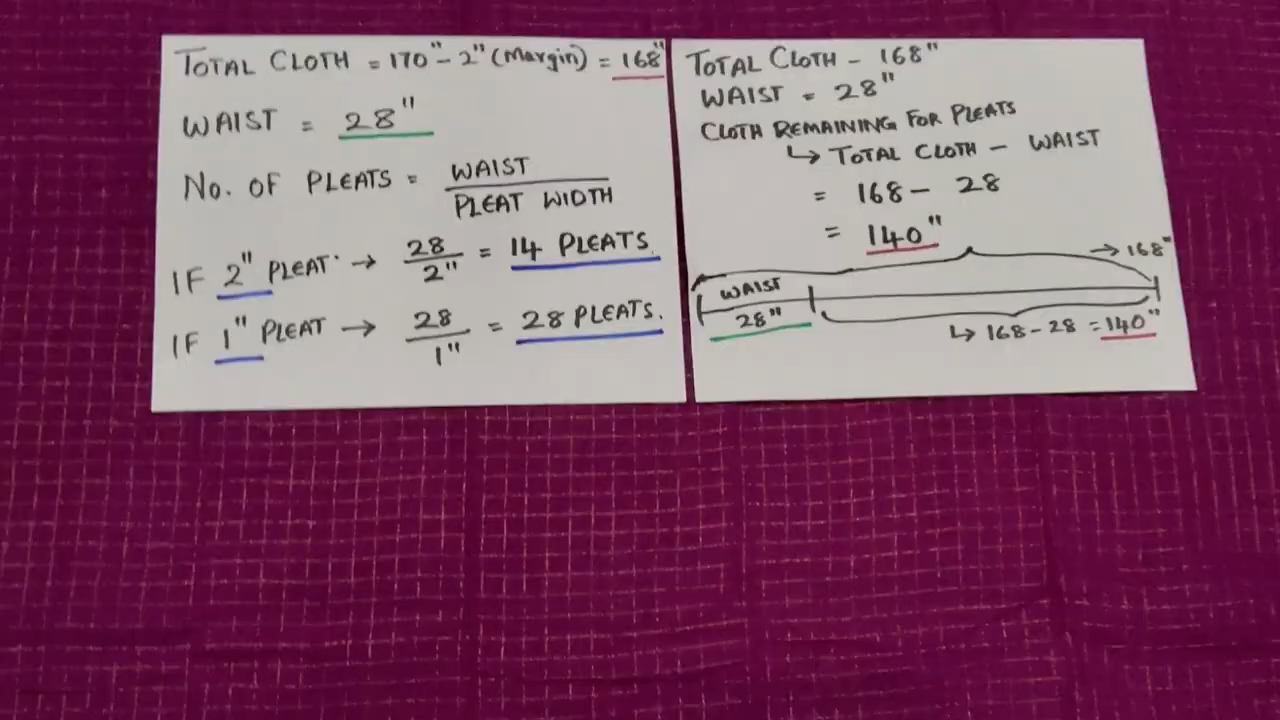 TOTAL CLOTH = 170" - 2" (Margin) = 168"
WAIST = 28"
NO. OF PLEATS = WAIST / PLEAT WIDTH
IF 2" PLEAT → 28 / 2" = 14 PLEATS.
IF 1" PLEAT → 28 / 1" = 28 PLEATS.
TOTAL CLOTH - 168"
WAIST = 28"
CLOTH REMAINING FOR PLEATS
↳ TOTAL CLOTH - WAIST
= 168 - 28
= 140"
→ 168"
WAIST
28"
↳ 168 - 28 = 140"